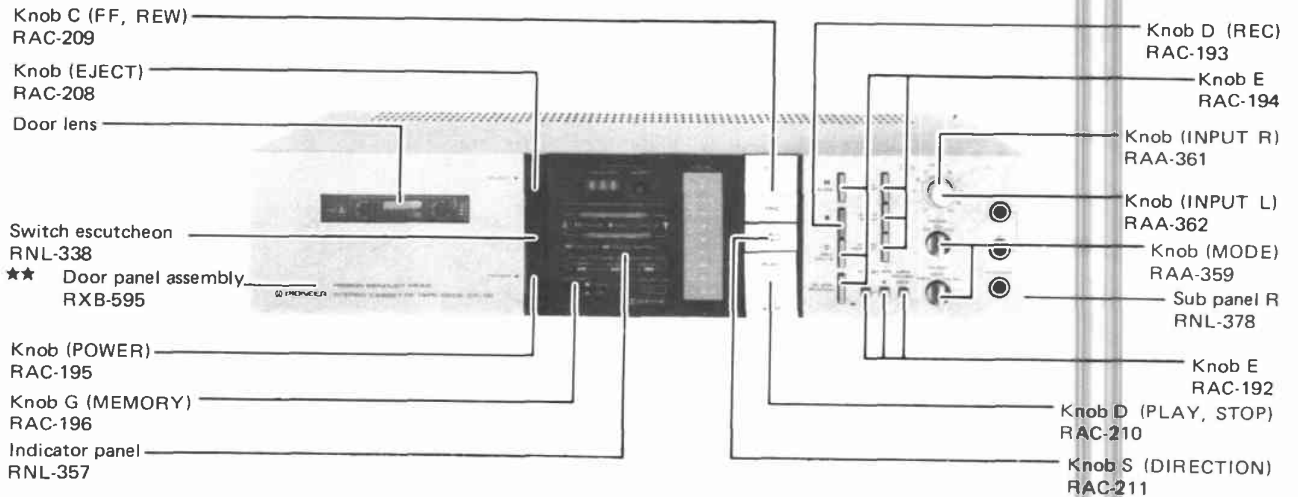 Knob C (FF, REW)
RAC-209
Knob (EJECT)
RAC-208
Door lens
Switch escutcheon
RNL-338
★★ Door panel assembly
RXB-595
Knob (POWER)
RAC-195
Knob G (MEMORY)
RAC-196
Indicator panel
RNL-357
PIONEER
Knob D (REC)
RAC-193
Knob E
RAC-194
Knob (INPUT R)
RAA-361
Knob (INPUT L)
RAA-362
Knob (MODE)
RAA-359
Sub panel R
RNL-378
Knob E
RAC-192
Knob D (PLAY, STOP)
RAC-210
Knob S (DIRECTION)
RAC-211